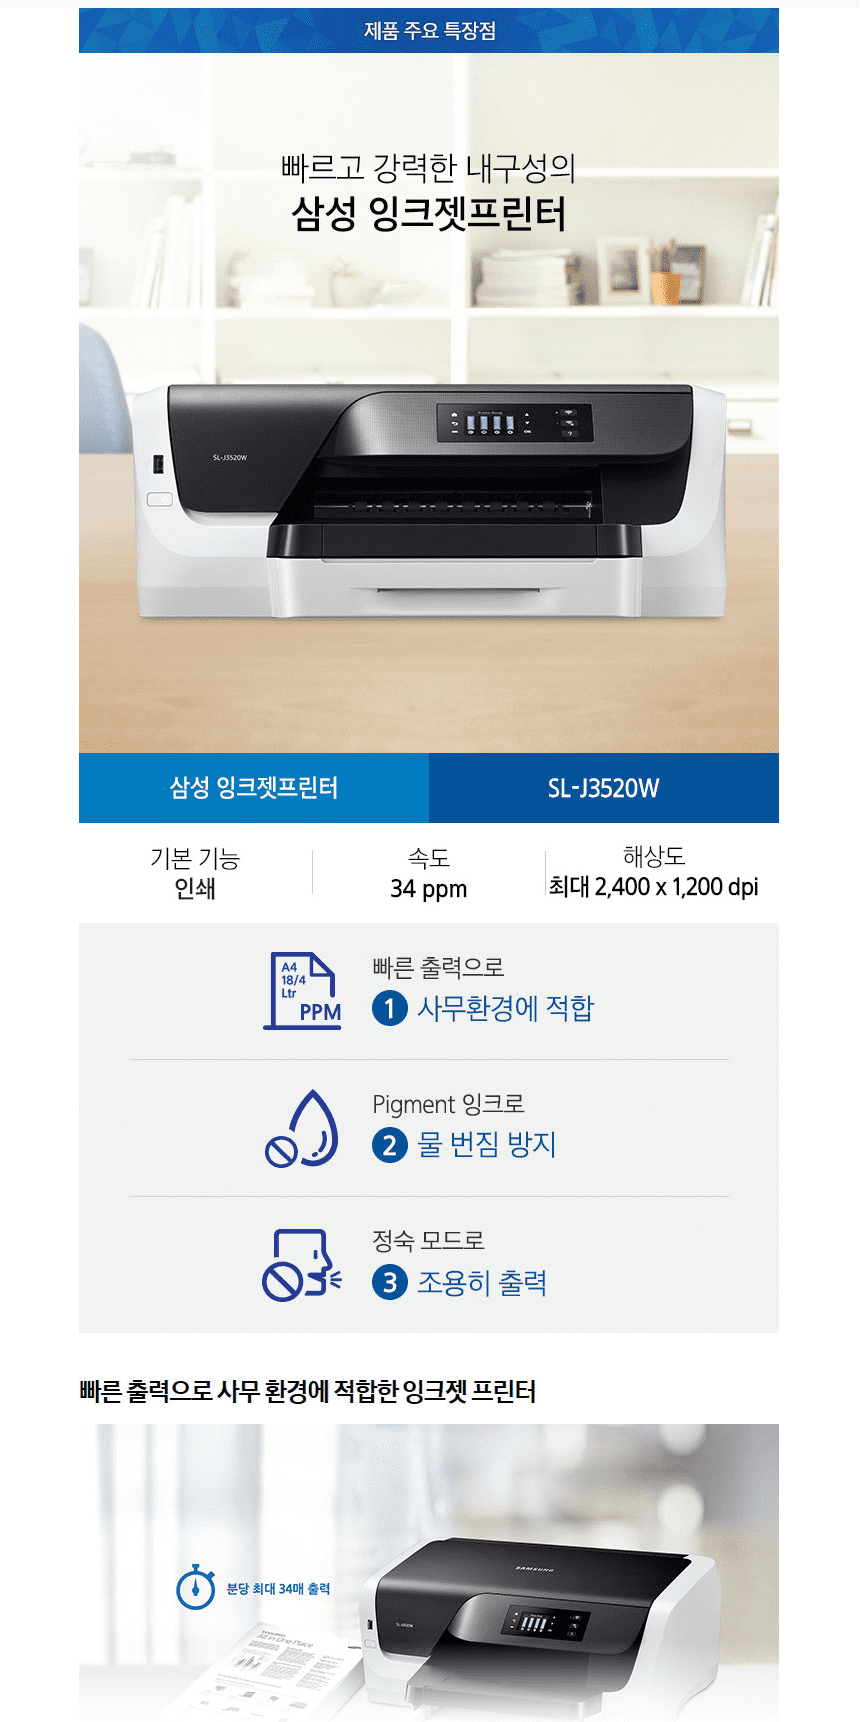 제품 주요 특장점
빠르고 강력한 내구성의
삼성 잉크젯프린터
SL-J3520W
삼성 잉크젯프린터
SL-J3520W
기본 기능
인쇄
속도
34 ppm
해상도
최대 2,400 x 1,200 dpi
A4
18/4
Ltr
PPM
빠른 출력으로
1 사무환경에 적합
Pigment 잉크로
2 물 번짐 방지
정숙 모드로
3 조용히 출력
빠른 출력으로 사무 환경에 적합한 잉크젯 프린터
분당 최대 34매 출력
SAMSUNG
SL-J3520W
All in One Place